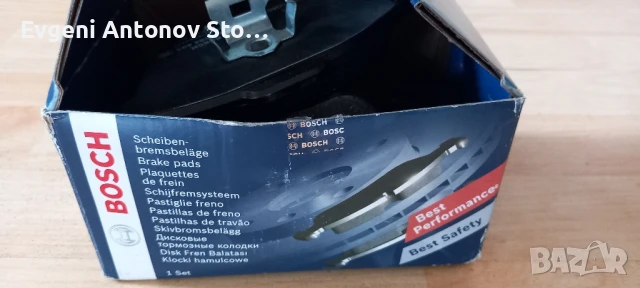 Evgeni Antonov Sto...
BOSCH
Scheiben-
bremsbeläge
Brake pads
Plaquettes
de frein
Schijfremsysteem
Pastiglie freno
Pastillas de freno
Pastilhas de travão
Skivbromsbelägg
Дисковые
тормозные колодки
Disk Fren Balatası
Klocki hamulcowe
1 Set
BOSCH
BOSCH
BOSC
Best
Performance
Best Safety
BAZAR